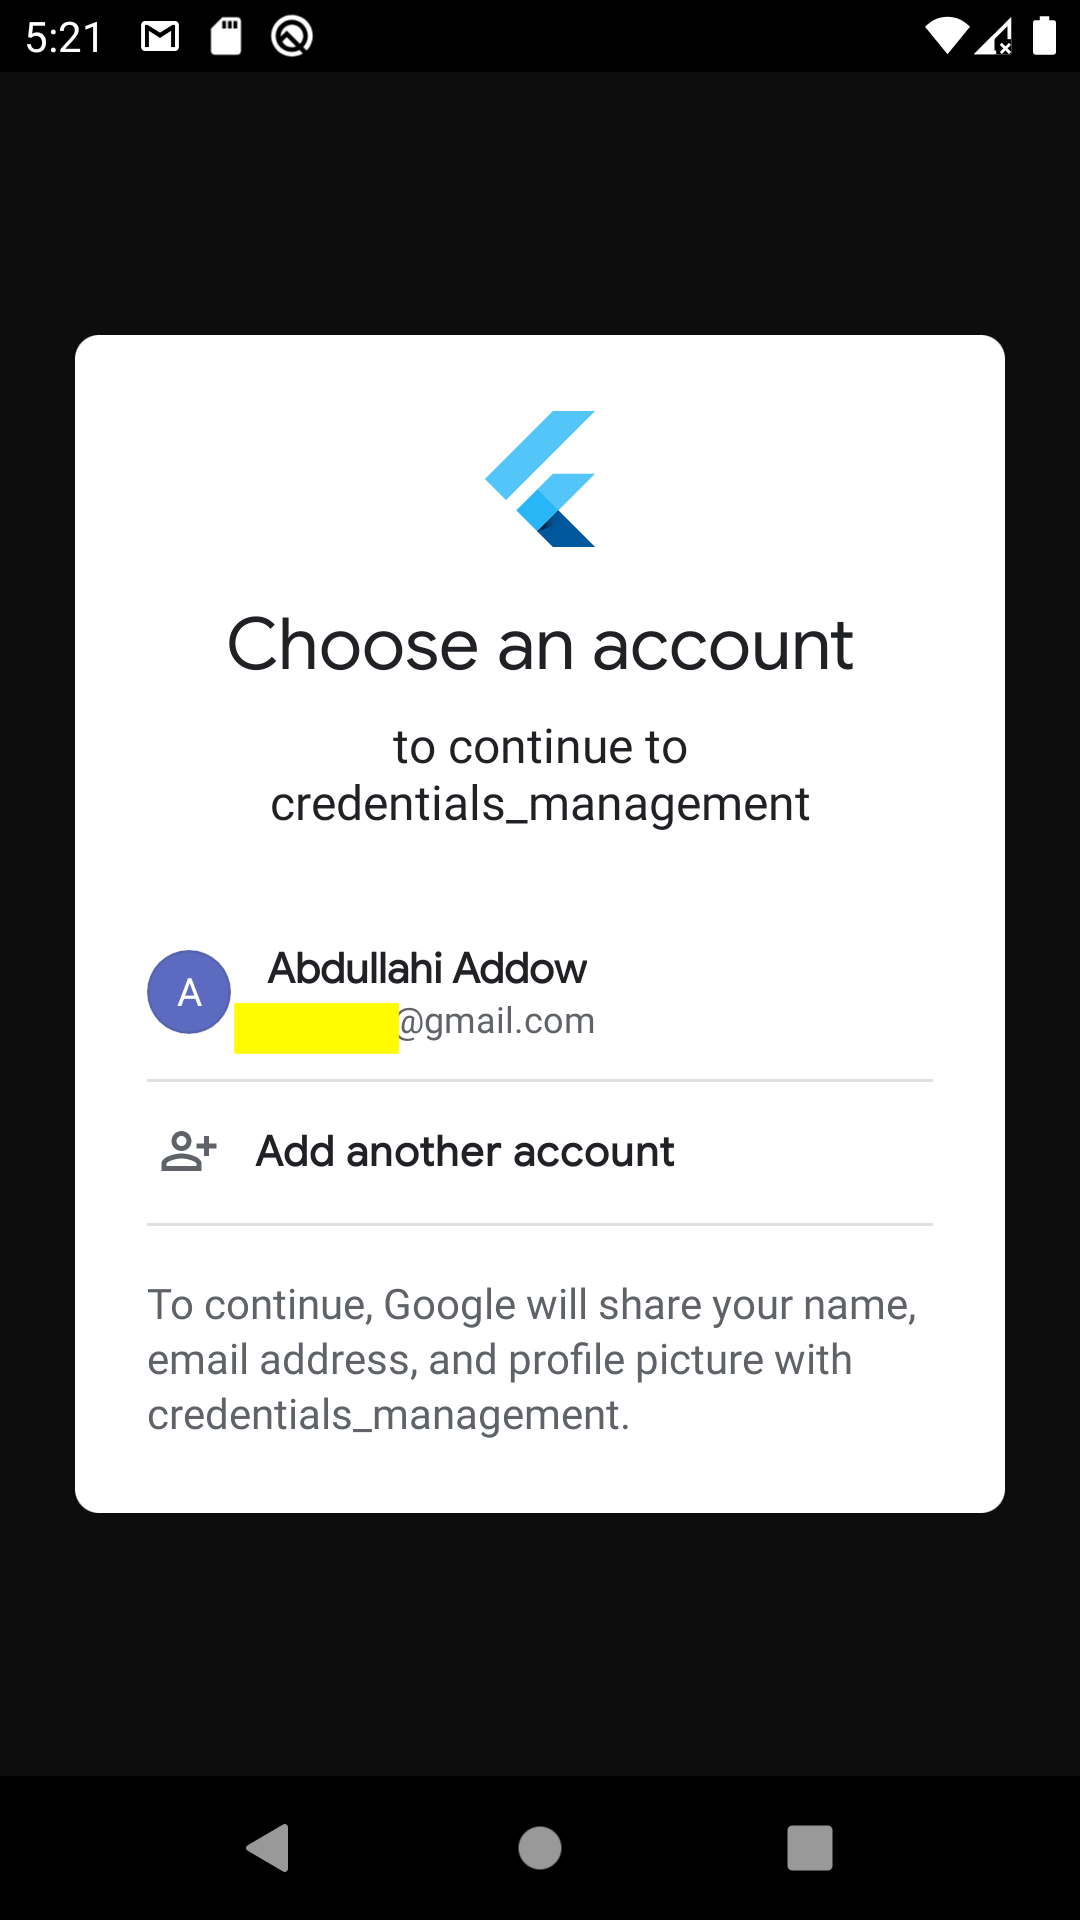 5:21
Choose an account
to continue to
credentials_management
A
Abdullahi Addow
@gmail.com
Add another account
To continue, Google will share your name,
email address, and profile picture with
credentials_management.